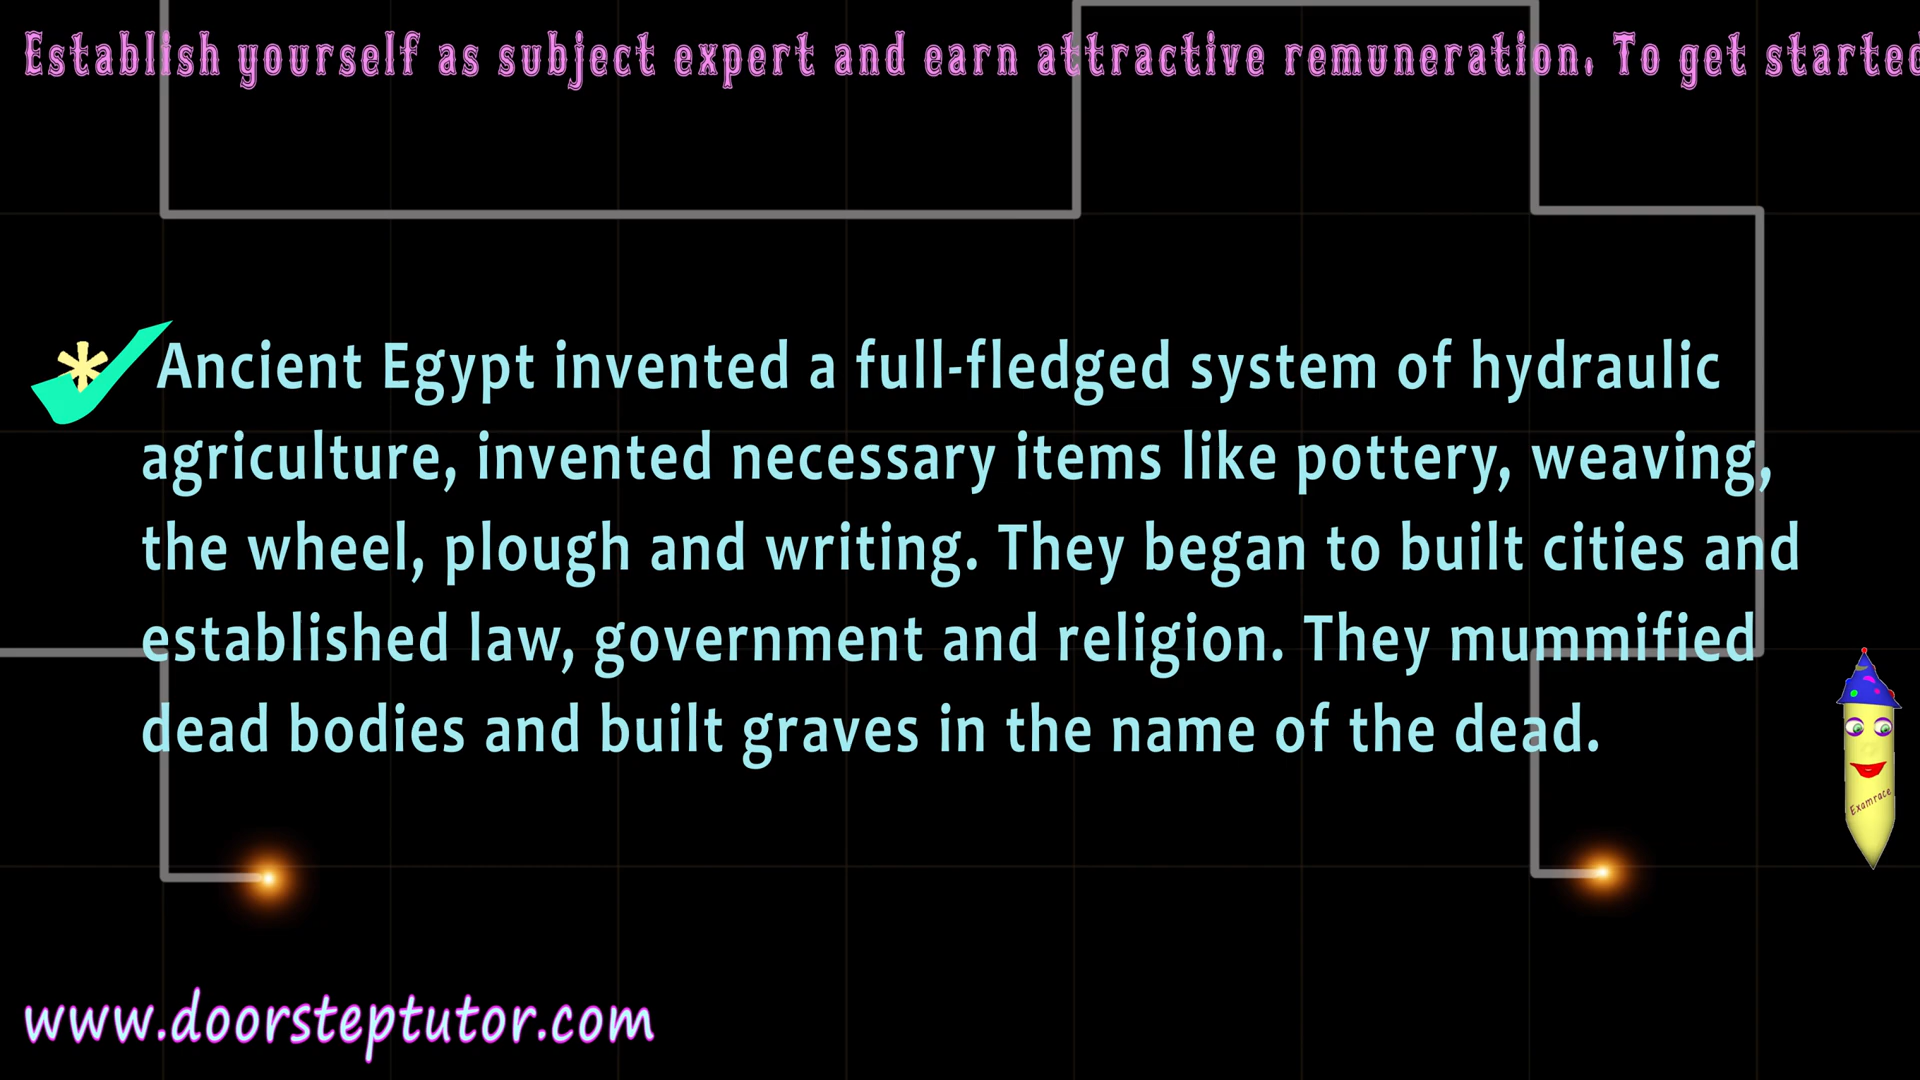 Establish yourself as subject expert and earn attractive remuneration. To get started
* Ancient Egypt invented a full-fledged system of hydraulic
agriculture, invented necessary items like pottery, weaving,
the wheel, plough and writing. They began to built cities and
established law, government and religion. They mummified
dead bodies and built graves in the name of the dead.
Examrace
www.doorsteptutor.com